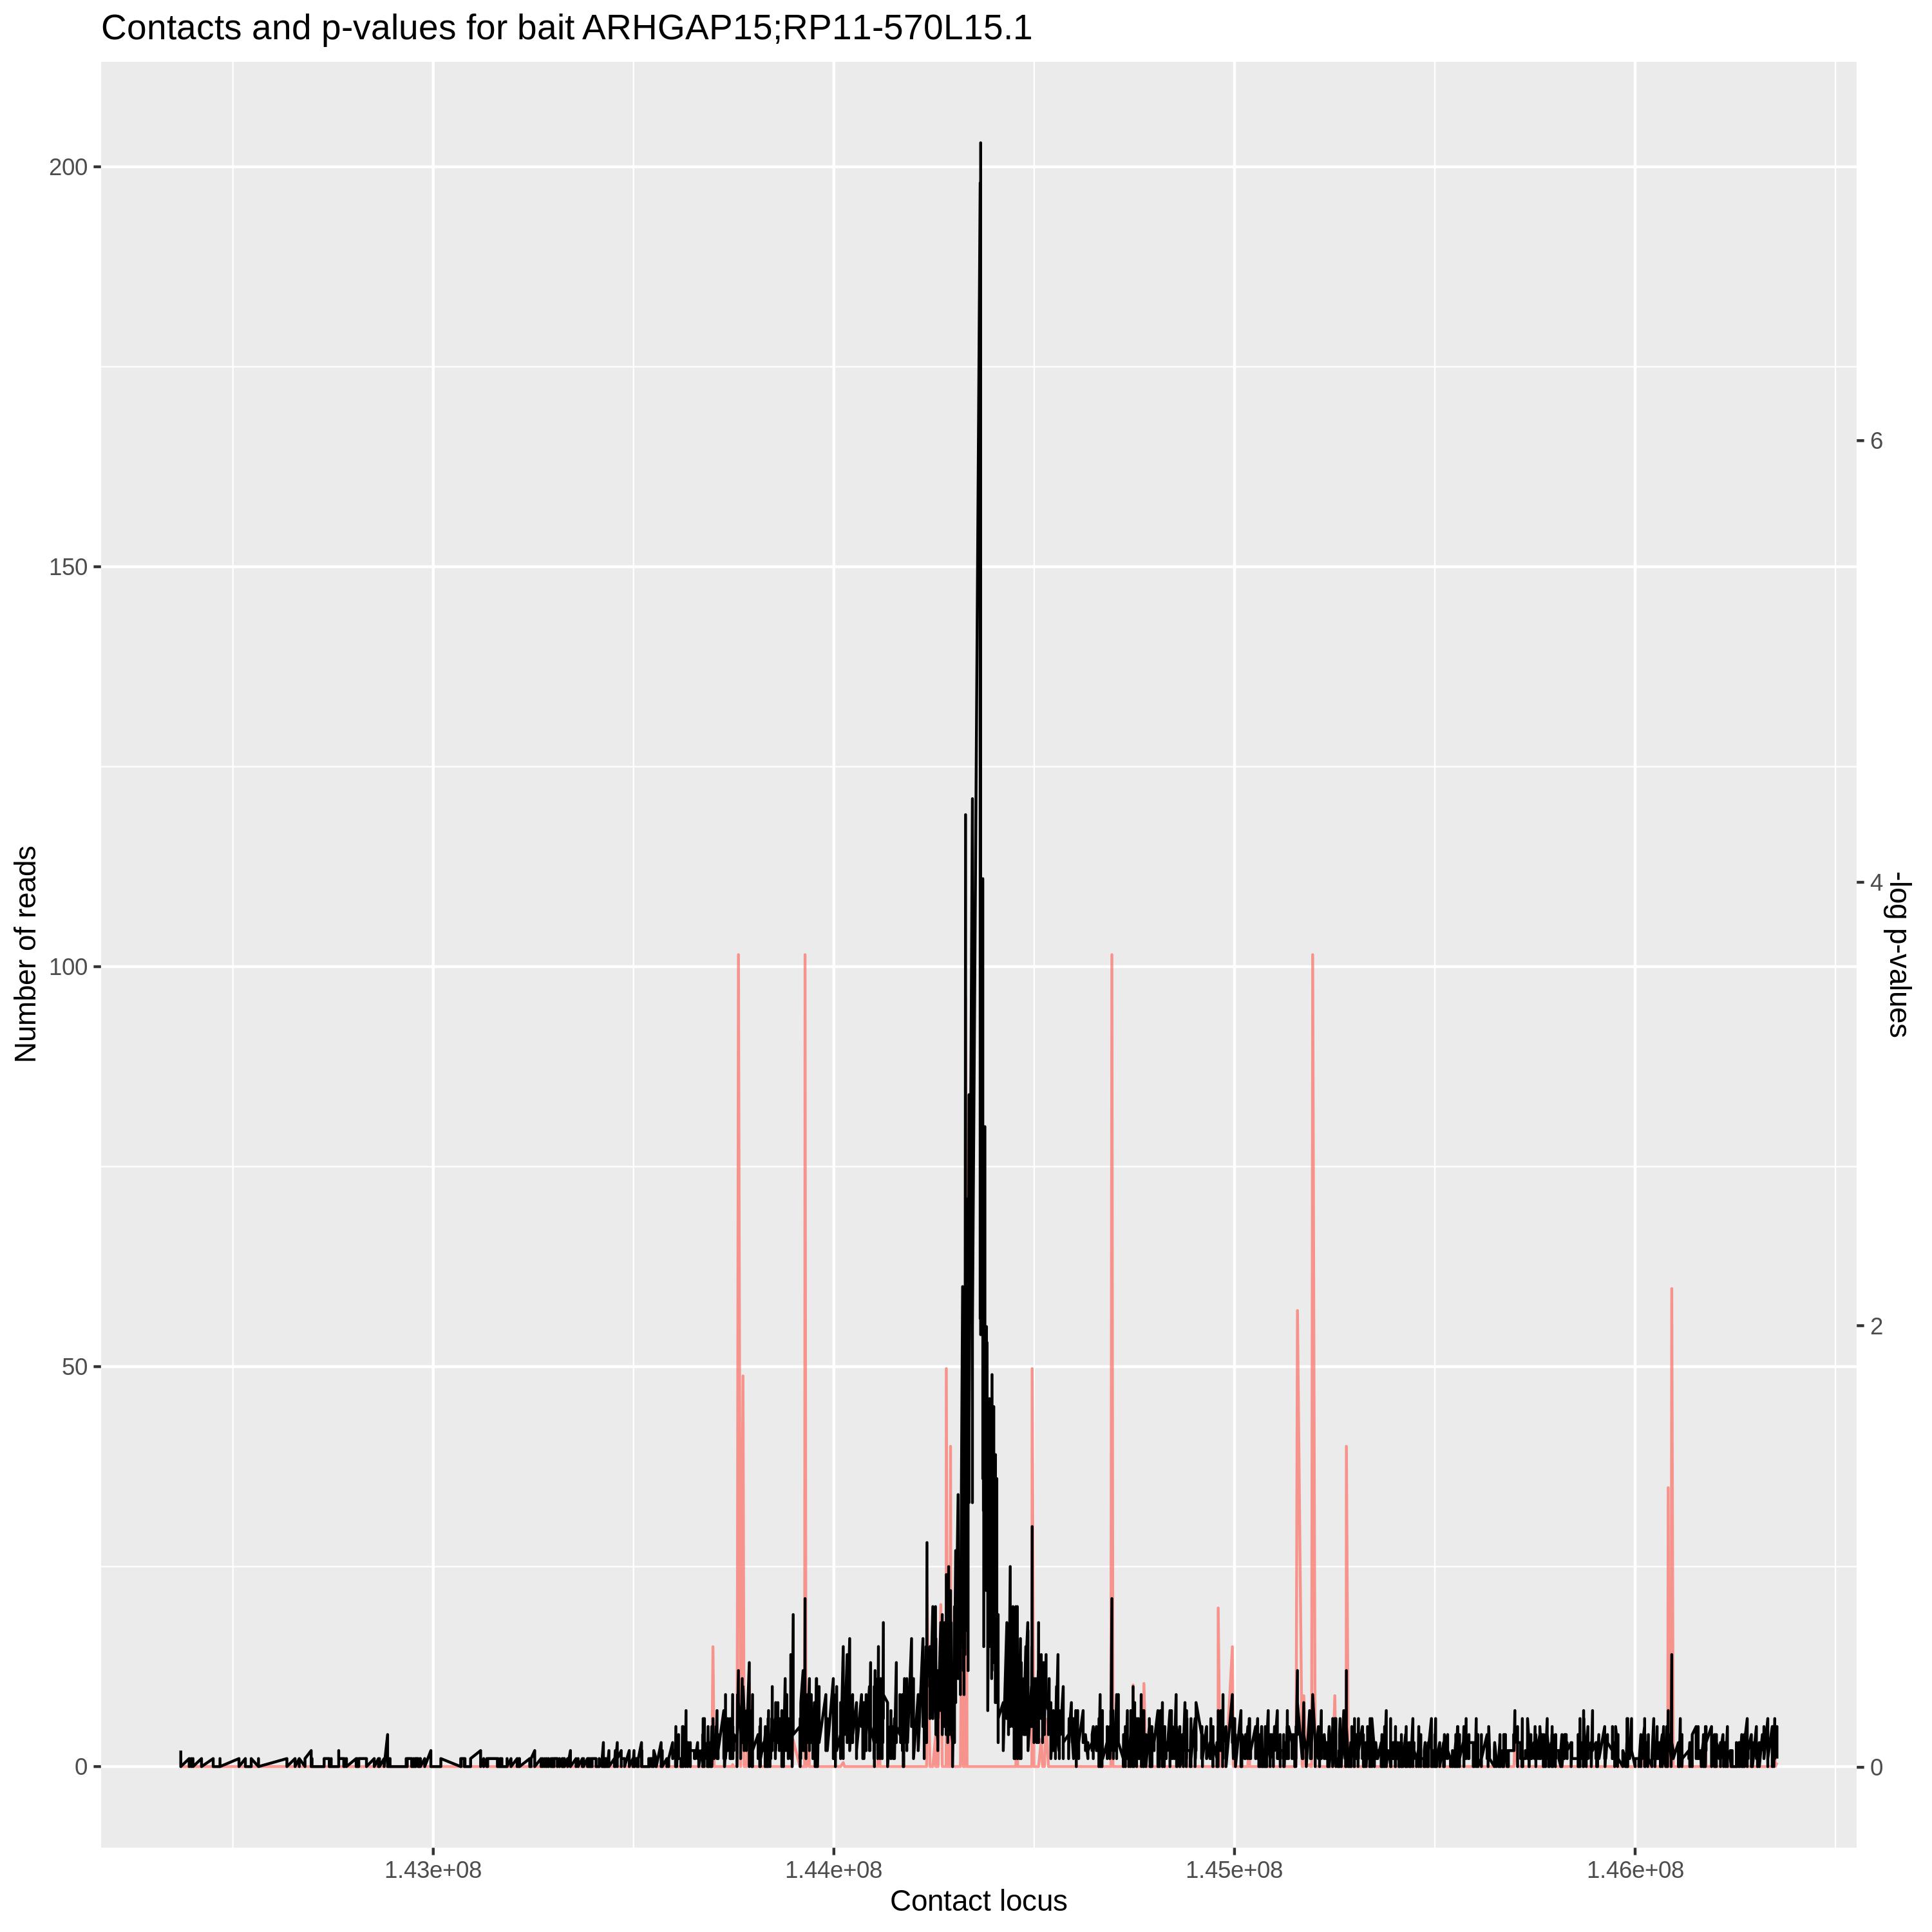 Contacts and p-values for bait ARHGAP15;RP11-570L15.1
200
150
100
50
0
Number of reads
6
4
2
0
-log p-values
1.43e+08
1.44e+08
1.45e+08
1.46e+08
Contact locus